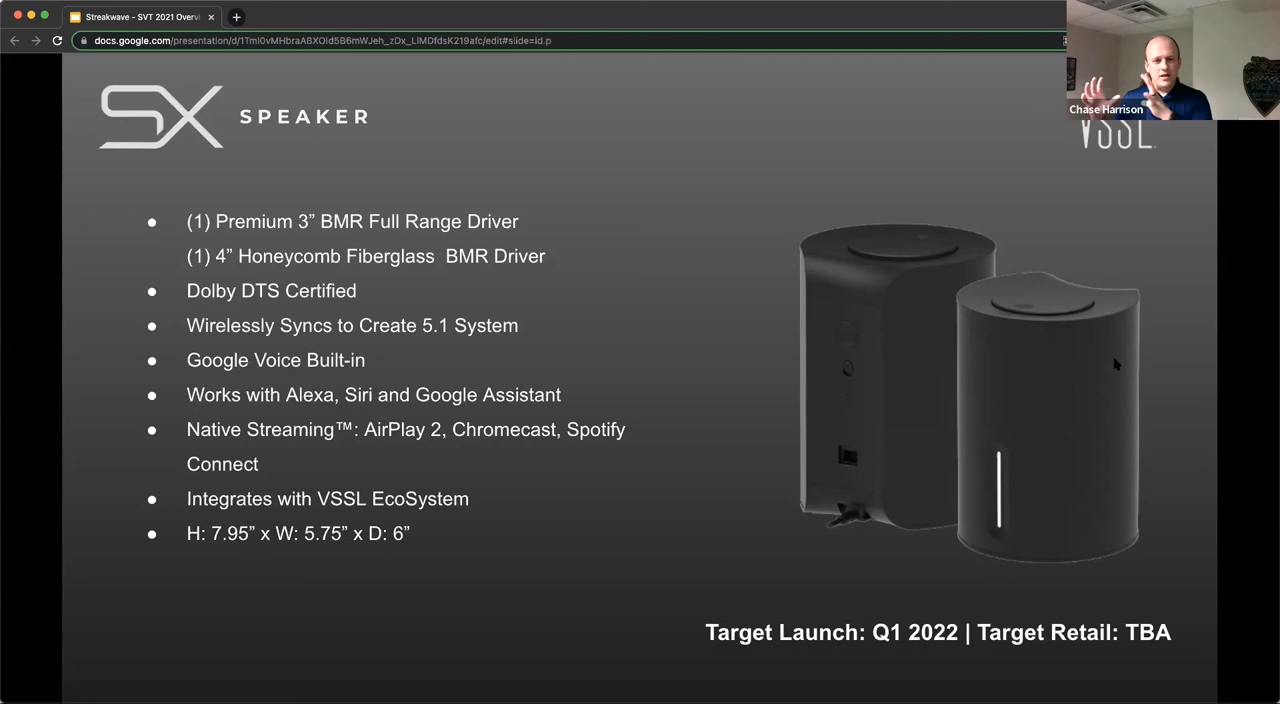 Streakwave - SVT 2021 Overvi
docs.google.com/presentation/d/1TmI0vMHbraABXOId5B6mWJeh_zDx_LIMDfdsK219afc/edit#slide=id.p
Chase Harrison
SX SPEAKER
VSSL
● (1) Premium 3” BMR Full Range Driver
(1) 4” Honeycomb Fiberglass BMR Driver
● Dolby DTS Certified
● Wirelessly Syncs to Create 5.1 System
● Google Voice Built-in
● Works with Alexa, Siri and Google Assistant
● Native Streaming™: AirPlay 2, Chromecast, Spotify
Connect
● Integrates with VSSL EcoSystem
● H: 7.95” x W: 5.75” x D: 6”
Target Launch: Q1 2022 | Target Retail: TBA